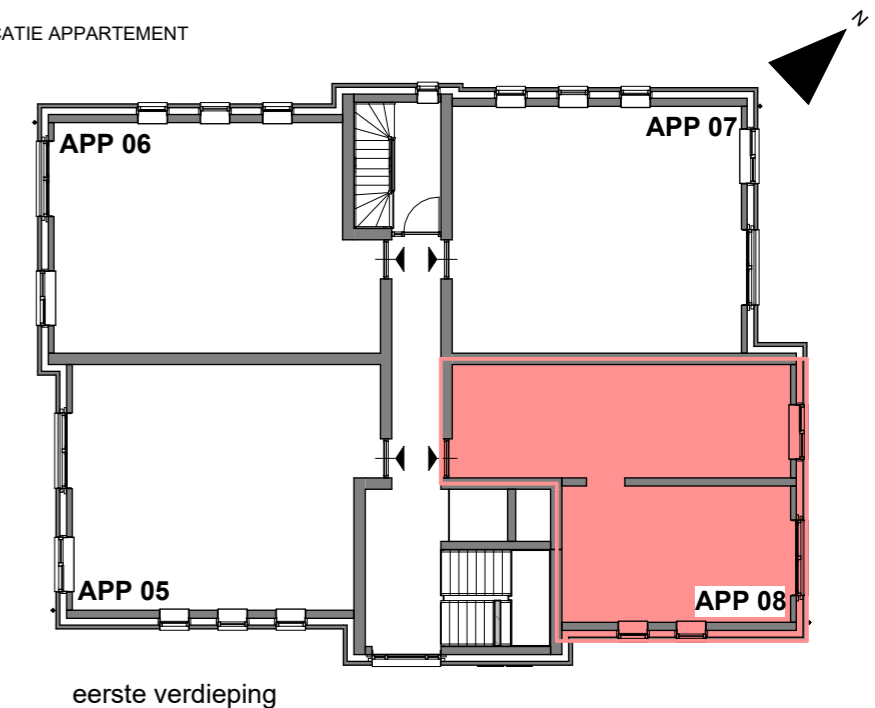 CATIE APPARTEMENT
N
APP 06
APP 07
APP 05
APP 08
eerste verdieping